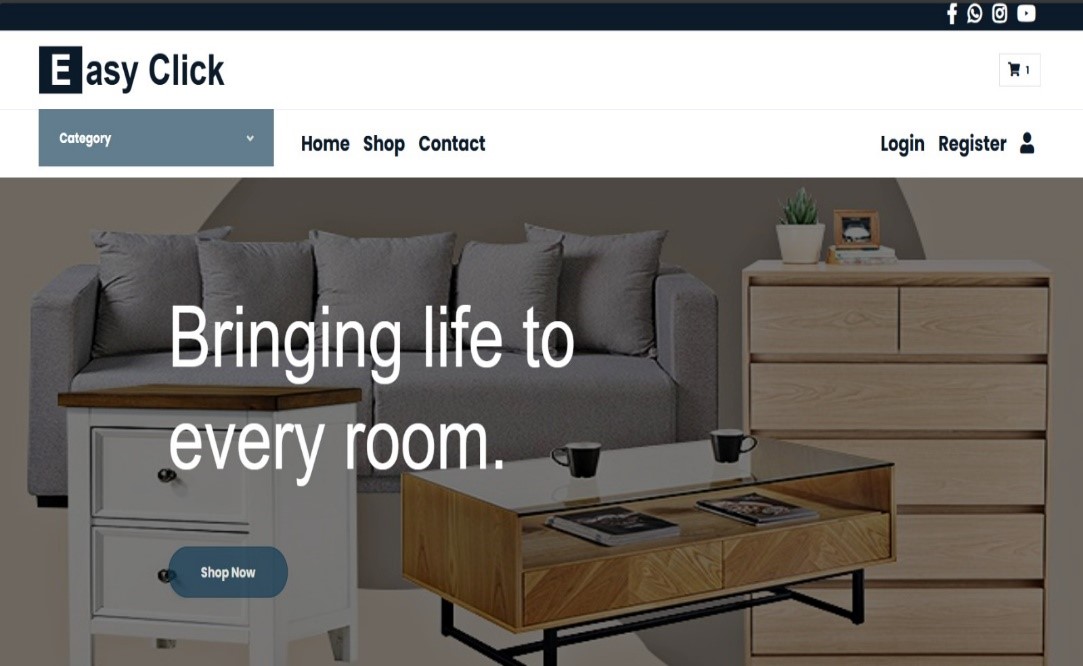 Easy Click
1
Category
Home Shop Contact
Login Register
Bringing life to
every room.
Shop Now